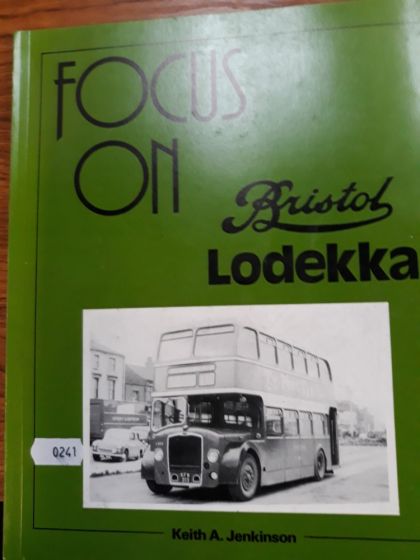 FOCUS
ON
Bristol
Lodekka
0241
Keith A. Jenkinson